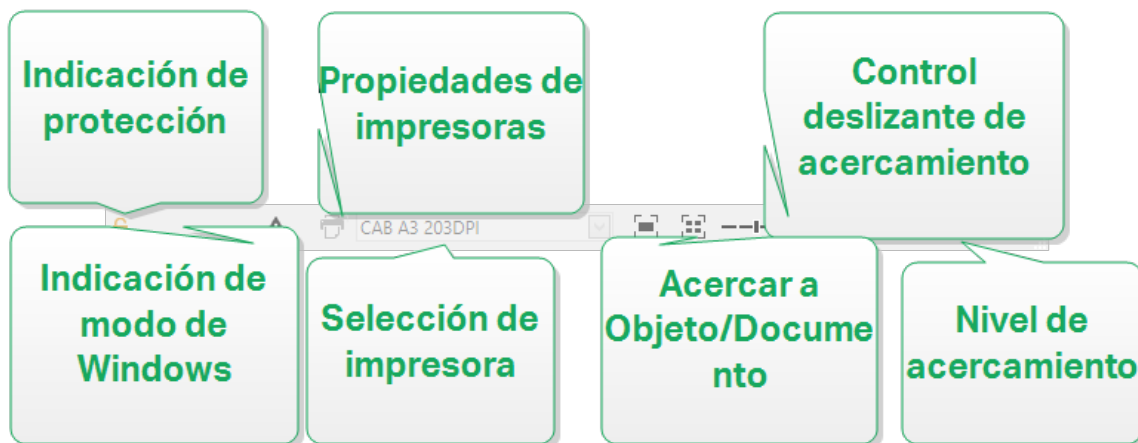 Indicación de
protección
Propiedades de
impresoras
Control
deslizante de
acercamiento
CAB A3 203DPI
Indicación de
modo de
Windows
Selección de
impresora
Acercar a
Objeto/Docume
nto
Nivel de
acercamiento